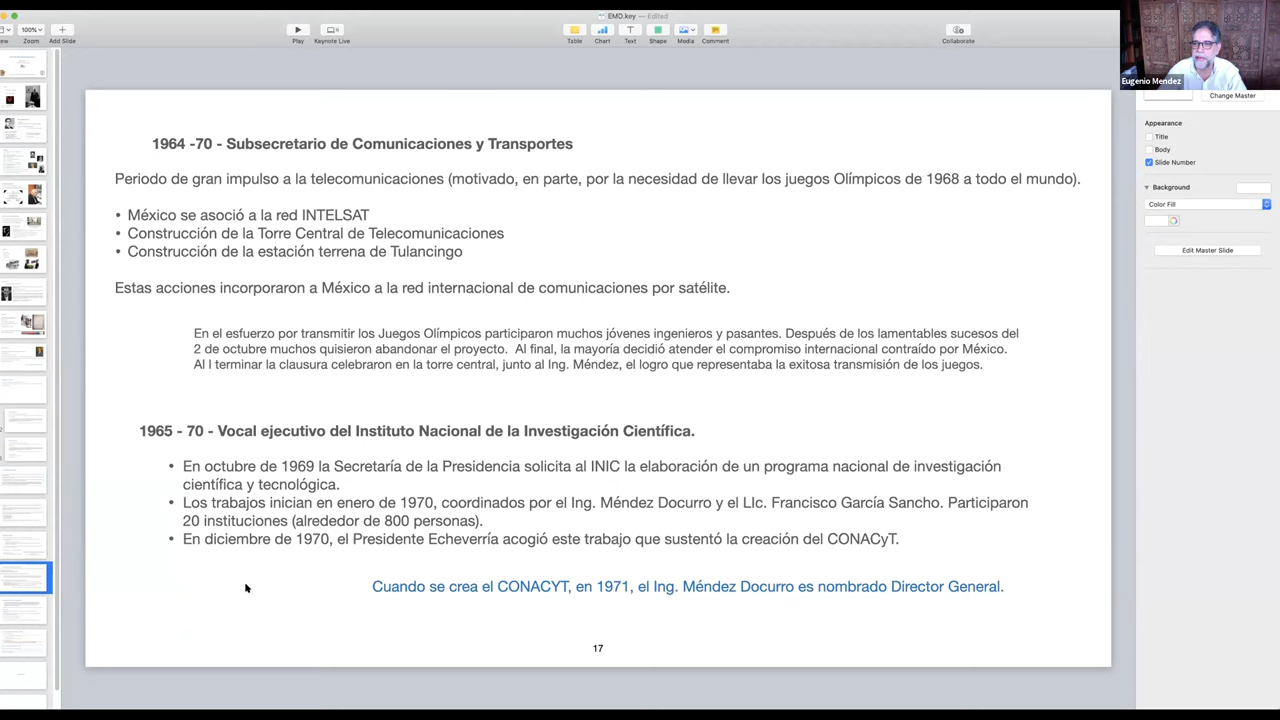 EMD.key — Edited
100%
Zoom
Add Slide
Play
Keynote Live
Table
Chart
Text
Shape
Media
Comment
Collaborate
Eugenio Mendez
Change Master
Appearance
Title
Body
Slide Number
Background
Color Fill
Edit Master Slide
1964 -70 - Subsecretario de Comunicaciones y Transportes
Periodo de gran impulso a la telecomunicaciones (motivado, en parte, por la necesidad de llevar los juegos Olímpicos de 1968 a todo el mundo).
• México se asoció a la red INTELSAT
• Construcción de la Torre Central de Telecomunicaciones
• Construcción de la estación terrena de Tulancingo
Estas acciones incorporaron a México a la red internacional de comunicaciones por satélite.
En el esfuerzo por transmitir los Juegos Olímpicos participaron muchos jóvenes ingenieros y pasantes. Después de los lamentables sucesos del
2 de octubre muchos quisieron abandonar el proyecto. Al final, la mayoría decidió atender el compromiso internacional contraído por México.
Al l terminar la clausura celebraron en la torre central, junto al Ing. Méndez, el logro que representaba la exitosa transmisión de los juegos.
1965 - 70 - Vocal ejecutivo del Instituto Nacional de la Investigación Científica.
• En octubre de 1969 la Secretaría de la Presidencia solicita al INIC la elaboración de un programa nacional de investigación
científica y tecnológica.
• Los trabajos inician en enero de 1970, coordinados por el Ing. Méndez Docurro y el LIc. Francisco García Sancho. Participaron
20 instituciones (alrededor de 800 personas).
• En diciembre de 1970, el Presidente Echeverría acogió este trabajo que sustentó la creación del CONACyT.
Cuando se crea el CONACYT, en 1971, el Ing. Méndez Docurro es nombrado Director General.
17